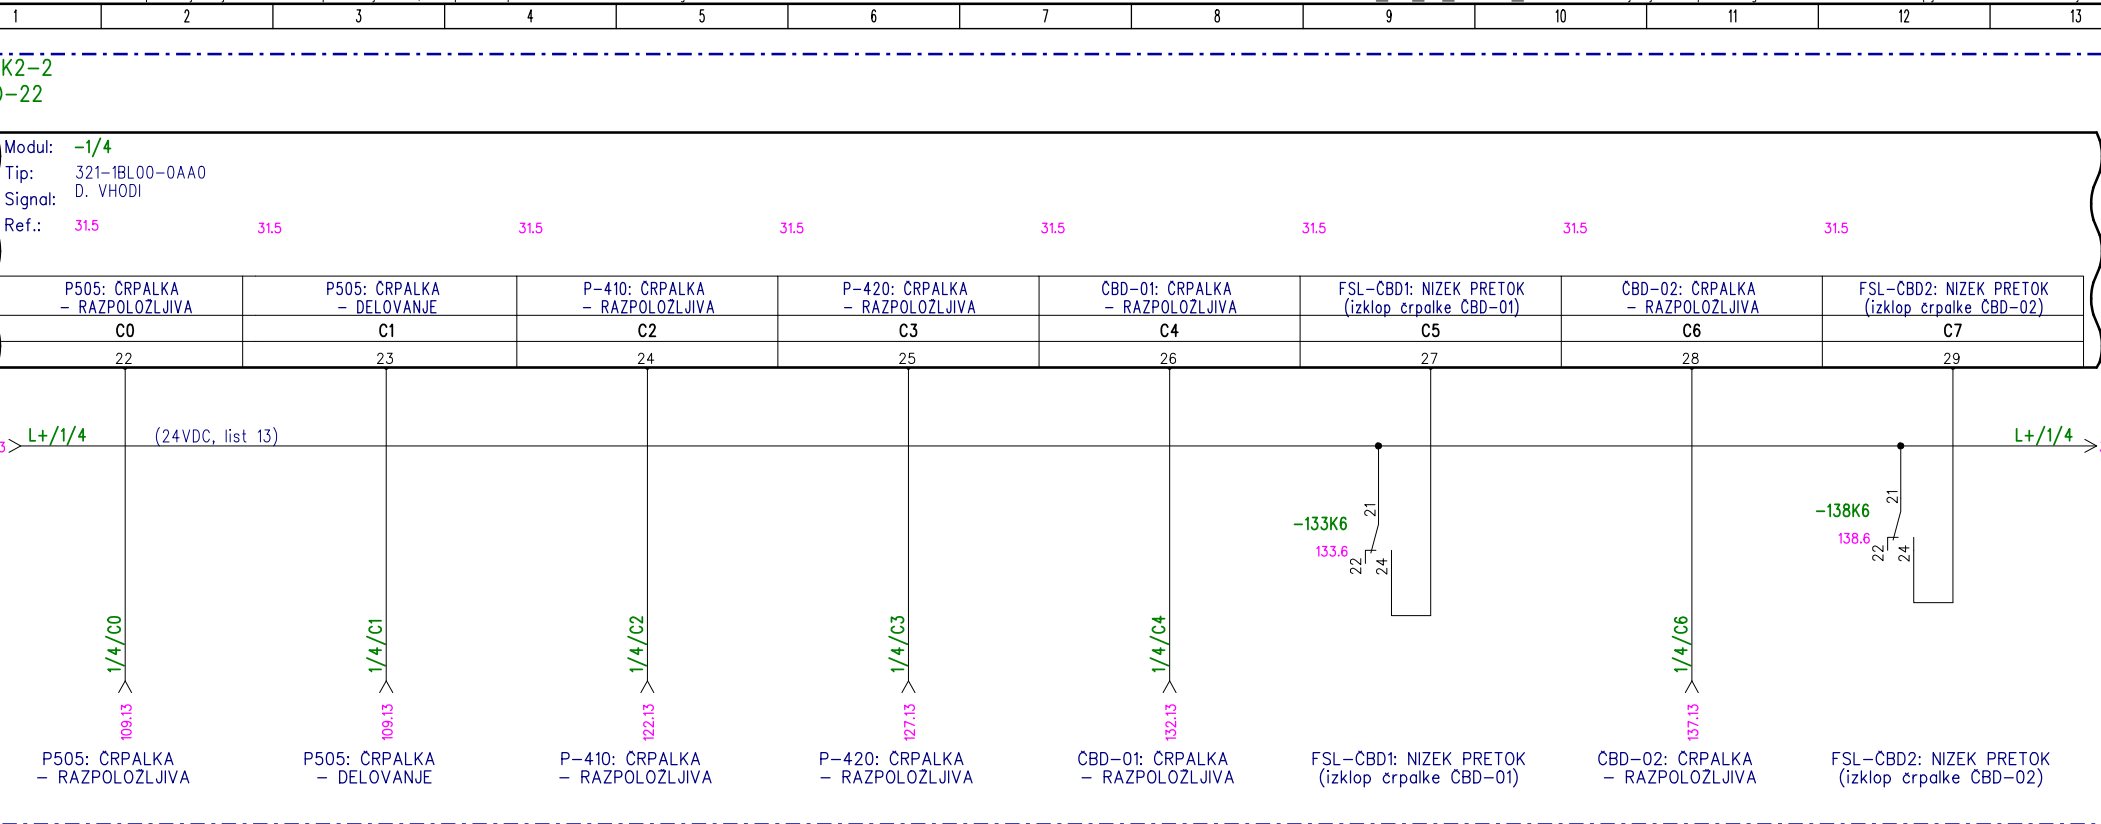 1 2 3 4 5 6 7 8 9 10 11 12 13
K2-2
-22
Modul: -1/4
Tip: 321-1BL00-0AA0
Signal: D. VHODI
Ref.: 31.5 31.5 31.5 31.5 31.5 31.5 31.5 31.5
P505: ČRPALKA
- RAZPOLOŽLJIVA
P505: ČRPALKA
- DELOVANJE
P-410: ČRPALKA
- RAZPOLOŽLJIVA
P-420: ČRPALKA
- RAZPOLOŽLJIVA
ČBD-01: ČRPALKA
- RAZPOLOŽLJIVA
FSL-ČBD1: NIZEK PRETOK
(izklop črpalke ČBD-01)
ČBD-02: ČRPALKA
- RAZPOLOŽLJIVA
FSL-ČBD2: NIZEK PRETOK
(izklop črpalke ČBD-02)
C0 C1 C2 C3 C4 C5 C6 C7
22 23 24 25 26 27 28 29
L+/1/4 (24VDC, list 13) L+/1/4
21
-133K6
133.6
22
24
21
-138K6
138.6
22
24
1/4/C0
1/4/C1
1/4/C2
1/4/C3
1/4/C4
1/4/C6
109.13
109.13
122.13
127.13
132.13
137.13
P505: ČRPALKA
- RAZPOLOŽLJIVA
P505: ČRPALKA
- DELOVANJE
P-410: ČRPALKA
- RAZPOLOŽLJIVA
P-420: ČRPALKA
- RAZPOLOŽLJIVA
ČBD-01: ČRPALKA
- RAZPOLOŽLJIVA
FSL-ČBD1: NIZEK PRETOK
(izklop črpalke ČBD-01)
ČBD-02: ČRPALKA
- RAZPOLOŽLJIVA
FSL-ČBD2: NIZEK PRETOK
(izklop črpalke ČBD-02)